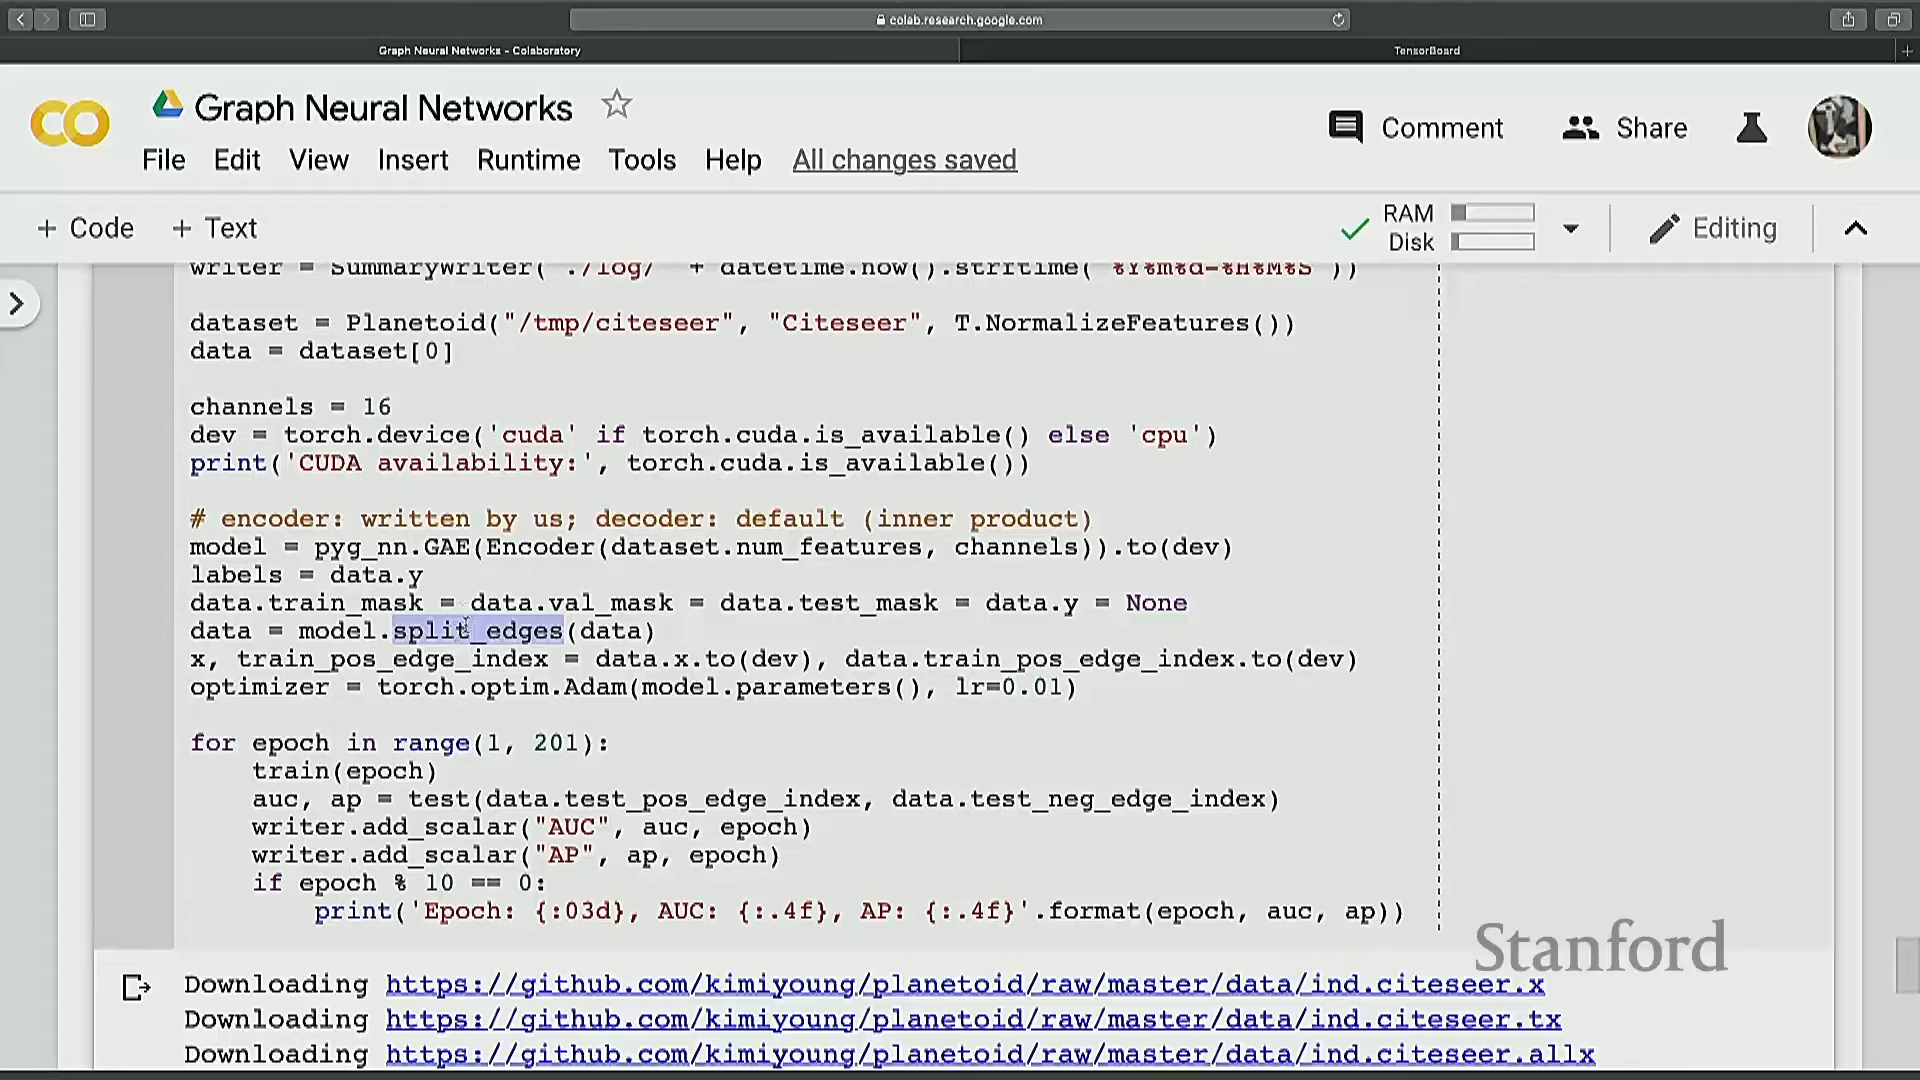 colab.research.google.com
Graph Neural Networks - Colaboratory
TensorBoard
CO
Graph Neural Networks
Comment
Share
File Edit View Insert Runtime Tools Help All changes saved
+ Code + Text
RAM
Disk
Editing
writer = SummaryWriter("./log/" + datetime.now().strftime("%Y%m%d-%H%M%S"))
dataset = Planetoid("/tmp/citeseer", "Citeseer", T.NormalizeFeatures())
data = dataset[0]
channels = 16
dev = torch.device('cuda' if torch.cuda.is_available() else 'cpu')
print('CUDA availability:', torch.cuda.is_available())
# encoder: written by us; decoder: default (inner product)
model = pyg_nn.GAE(Encoder(dataset.num_features, channels)).to(dev)
labels = data.y
data.train_mask = data.val_mask = data.test_mask = data.y = None
data = model.split_edges(data)
x, train_pos_edge_index = data.x.to(dev), data.train_pos_edge_index.to(dev)
optimizer = torch.optim.Adam(model.parameters(), lr=0.01)
for epoch in range(1, 201):
train(epoch)
auc, ap = test(data.test_pos_edge_index, data.test_neg_edge_index)
writer.add_scalar("AUC", auc, epoch)
writer.add_scalar("AP", ap, epoch)
if epoch % 10 == 0:
print('Epoch: {:03d}, AUC: {:.4f}, AP: {:.4f}'.format(epoch, auc, ap))
Stanford
Downloading https://github.com/kimiyoung/planetoid/raw/master/data/ind.citeseer.x
Downloading https://github.com/kimiyoung/planetoid/raw/master/data/ind.citeseer.tx
Downloading https://github.com/kimiyoung/planetoid/raw/master/data/ind.citeseer.allx